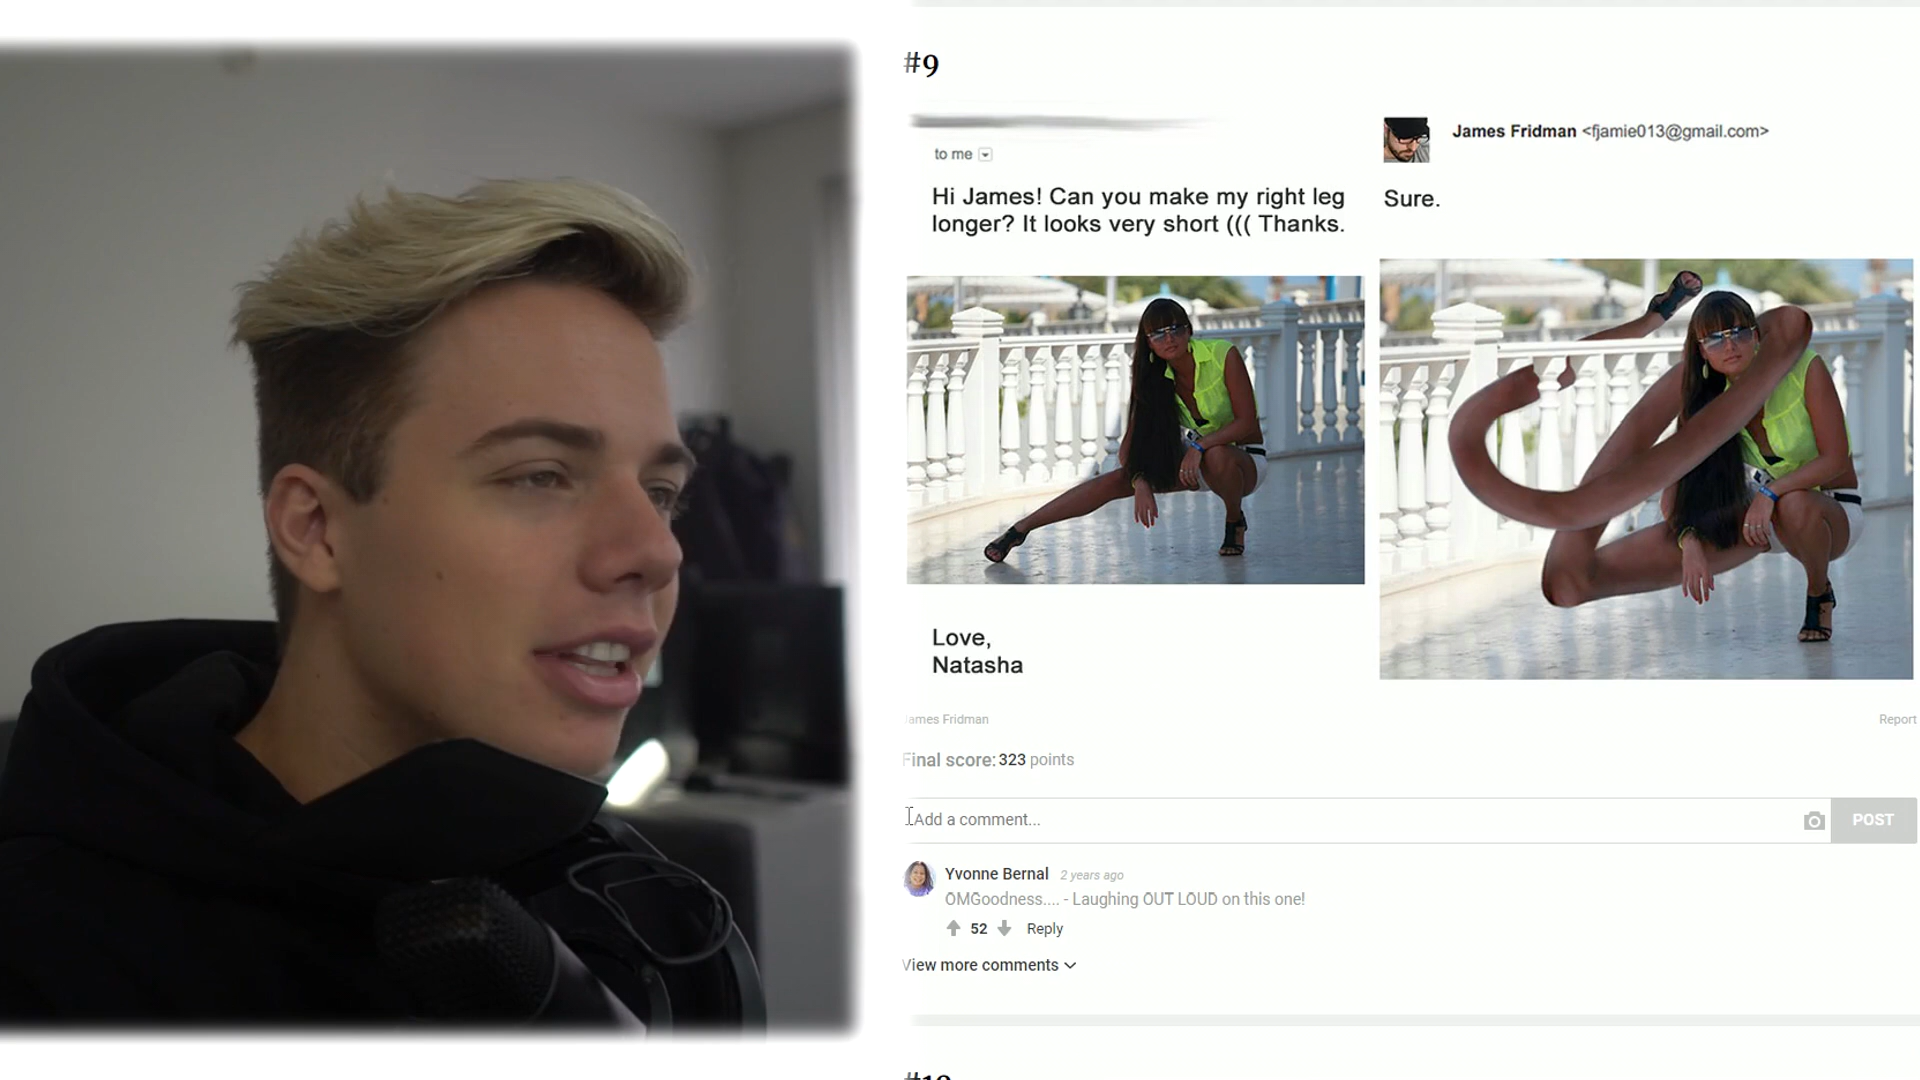 #9
to me
Hi James! Can you make my right leg
longer? It looks very short ((( Thanks.
Love,
Natasha
James Fridman <fjamie013@gmail.com>
Sure.
ames Fridman
Report
Final score: 323 points
Add a comment...
POST
Yvonne Bernal 2 years ago
OMGoodness.... - Laughing OUT LOUD on this one!
52 Reply
View more comments
#10